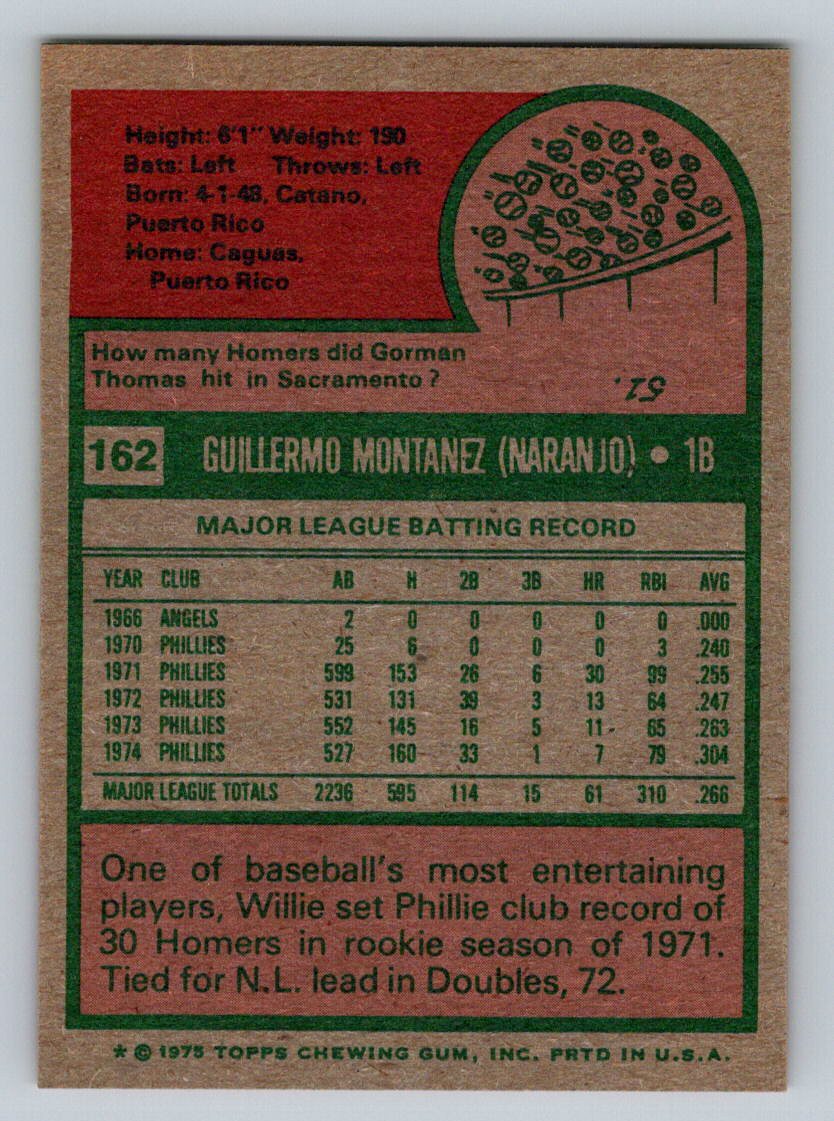 Height: 6'1" Weight: 190
Bats: Left Throws: Left
Born: 4-1-48, Catano,
Puerto Rico
Home: Caguas,
Puerto Rico
How many Homers did Gorman
Thomas hit in Sacramento?
51.
162 GUILLERMO MONTANEZ (NARANJO) • 1B
MAJOR LEAGUE BATTING RECORD
YEAR CLUB AB H 2B 3B HR RBI AVG
1966 ANGELS 2 0 0 0 0 0 .000
1970 PHILLIES 25 6 0 0 0 3 .240
1971 PHILLIES 599 153 26 6 30 99 .255
1972 PHILLIES 531 131 39 3 13 64 .247
1973 PHILLIES 552 145 16 5 11 65 .263
1974 PHILLIES 527 160 33 1 7 79 .304
MAJOR LEAGUE TOTALS 2236 595 114 15 61 310 .266
One of baseball's most entertaining
players, Willie set Phillie club record of
30 Homers in rookie season of 1971.
Tied for N.L. lead in Doubles, 72.
* © 1975 TOPPS CHEWING GUM, INC. PRTD IN U.S.A.